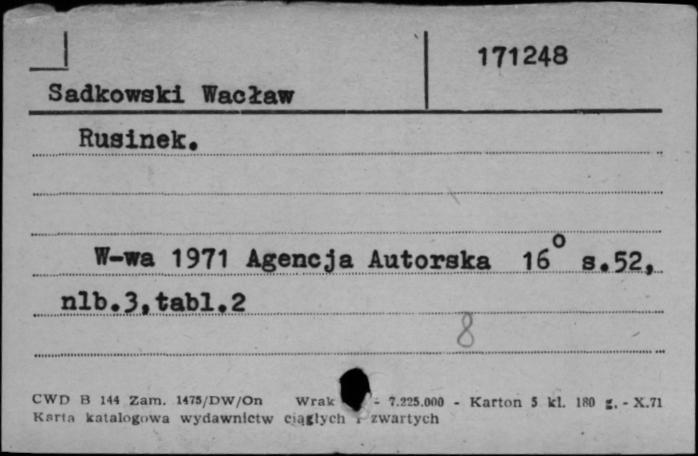 171248
Sadkowski Wacław
Rusinek.
W-wa 1971 Agencja Autorska 16° s.52,
nlb.3,tabl.2
8
CWD B 144 Zam. 1475/DW/On Wrak - 7.225.000 - Karton 5 kl. 180 g. - X.71
Karta katalogowa wydawnictw ciągłych i zwartych